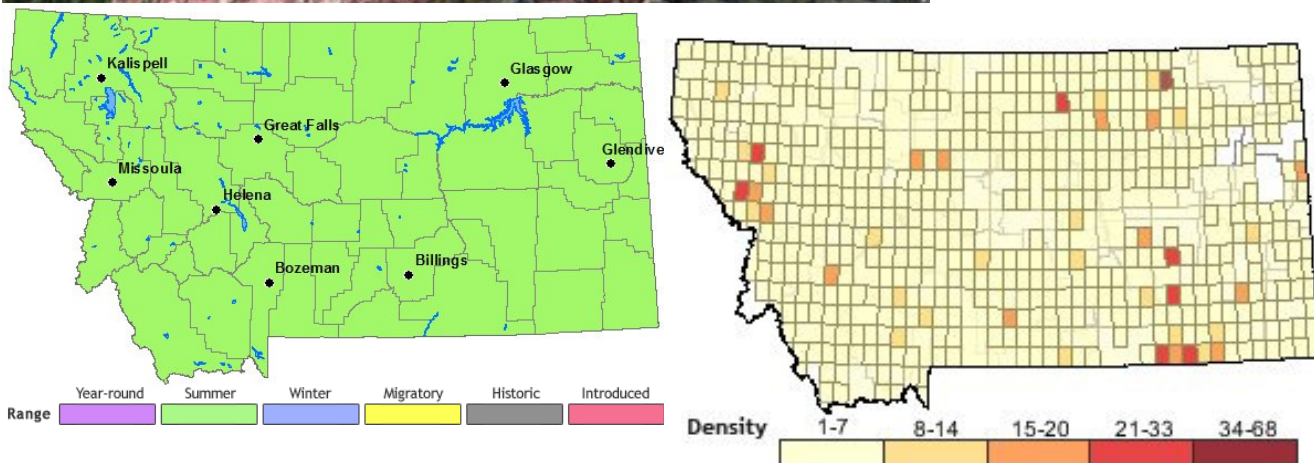 Kalispell
Glasgow
Great Falls
Glendive
Missoula
Helena
Bozeman
Billings
Year-round Summer Winter Migratory Historic Introduced
Range
Density 1-7 8-14 15-20 21-33 34-68